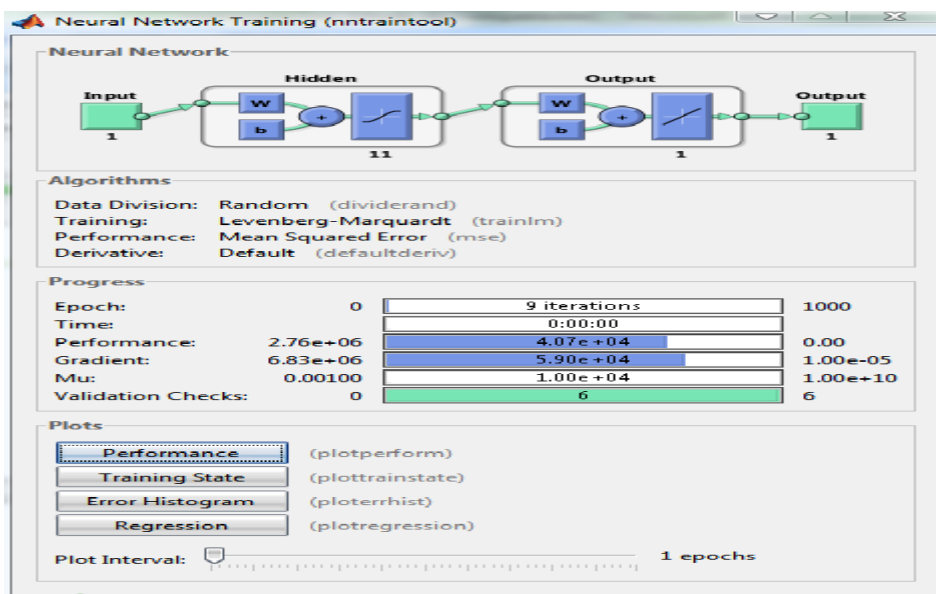 Neural Network Training (nntraintool)
Neural Network
Hidden
Output
Input
W
b
+
W
b
+
Output
1
11
1
1
Algorithms
Data Division: Random (dividerand)
Training: Levenberg-Marquardt (trainlm)
Performance: Mean Squared Error (mse)
Derivative: Default (defaultderiv)
Progress
Epoch: 0 9 iterations 1000
Time: 0:00:00
Performance: 2.76e+06 4.07e+04 0.00
Gradient: 6.83e+06 5.90e+04 1.00e-05
Mu: 0.00100 1.00e+04 1.00e+10
Validation Checks: 0 6 6
Plots
Performance (plotperform)
Training State (plottrainstate)
Error Histogram (ploterrhist)
Regression (plotregression)
Plot Interval: 1 epochs